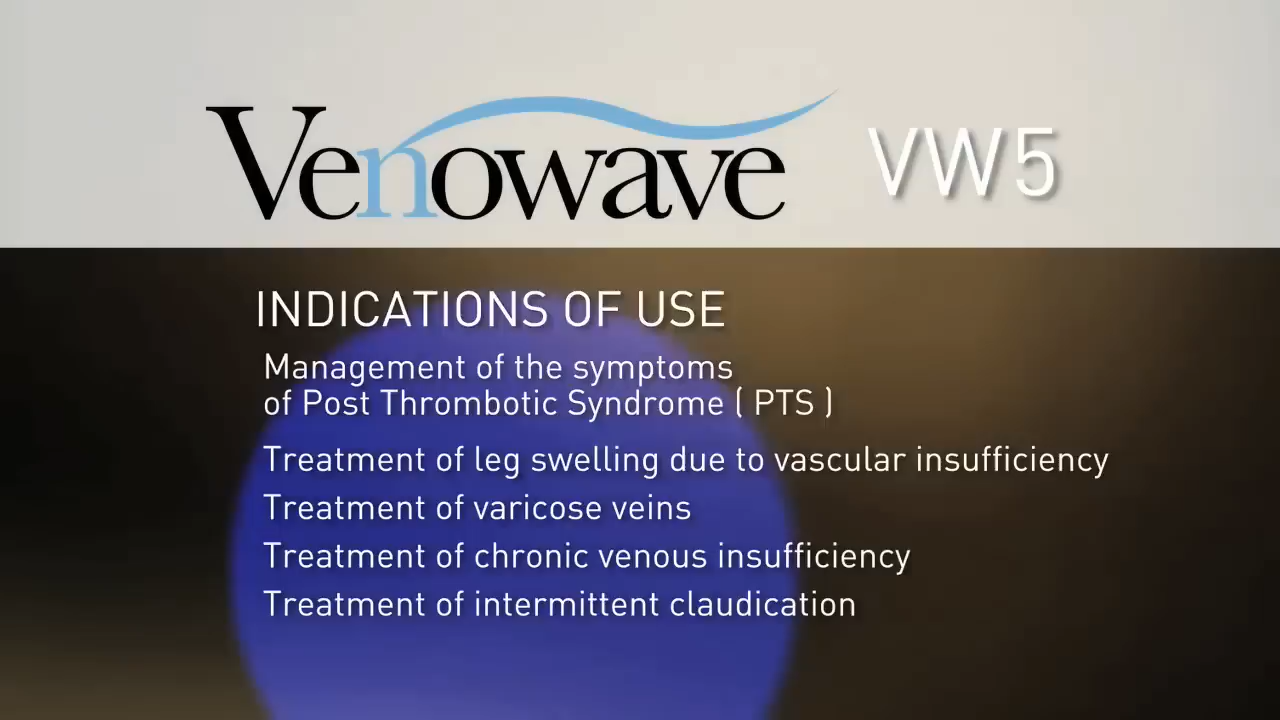 Venowave VW5
INDICATIONS OF USE
Management of the symptoms
of Post Thrombotic Syndrome ( PTS )
Treatment of leg swelling due to vascular insufficiency
Treatment of varicose veins
Treatment of chronic venous insufficiency
Treatment of intermittent claudication